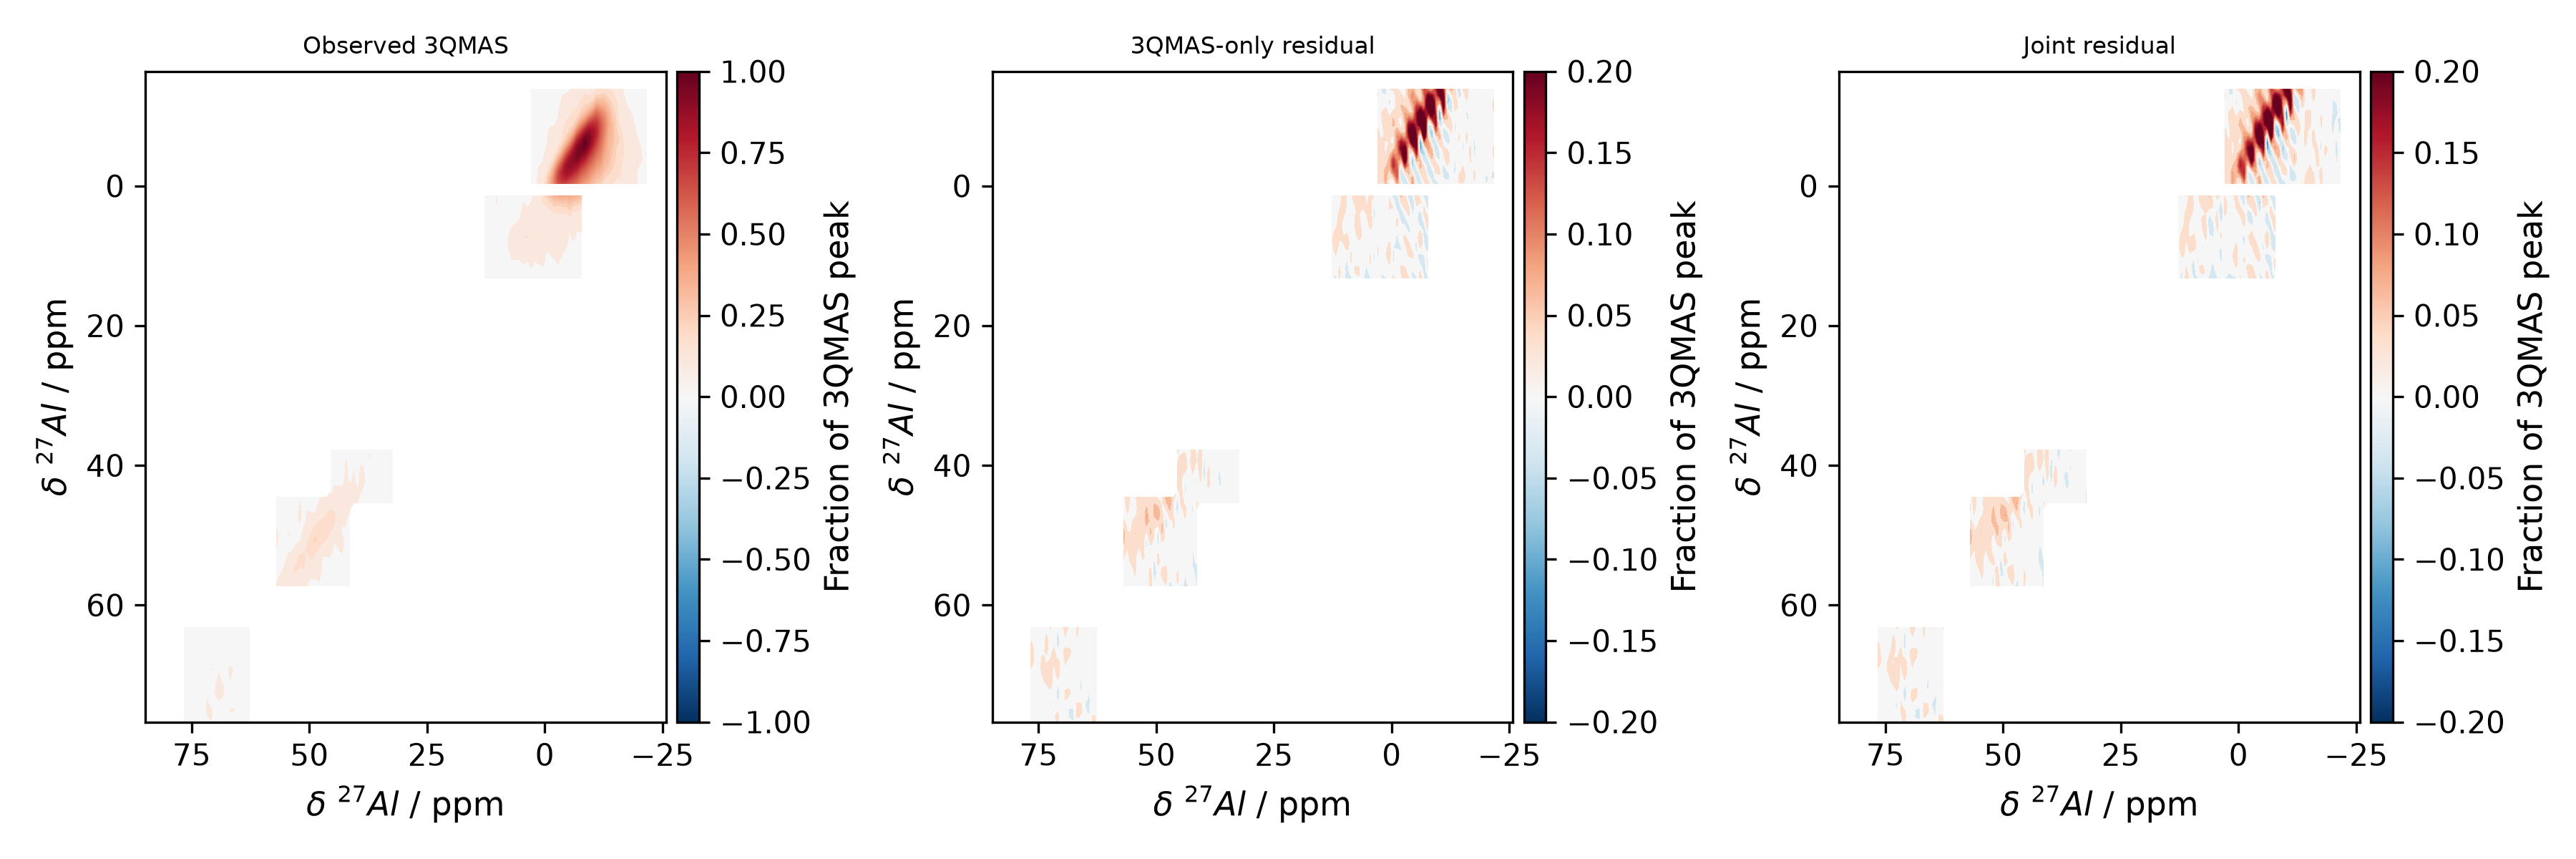 Observed 3QMAS
3QMAS-only residual
Joint residual
1.00
0.75
0.50
0.25
0.00
−0.25
−0.50
−0.75
−1.00
0
20
40
60
75 50 25 0 −25
δ ²⁷Al / ppm
δ ²⁷Al / ppm
Fraction of 3QMAS peak
0.20
0.15
0.10
0.05
0.00
−0.05
−0.10
−0.15
−0.20
0
20
40
60
75 50 25 0 −25
δ ²⁷Al / ppm
δ ²⁷Al / ppm
Fraction of 3QMAS peak
0.20
0.15
0.10
0.05
0.00
−0.05
−0.10
−0.15
−0.20
0
20
40
60
75 50 25 0 −25
δ ²⁷Al / ppm
δ ²⁷Al / ppm
Fraction of 3QMAS peak